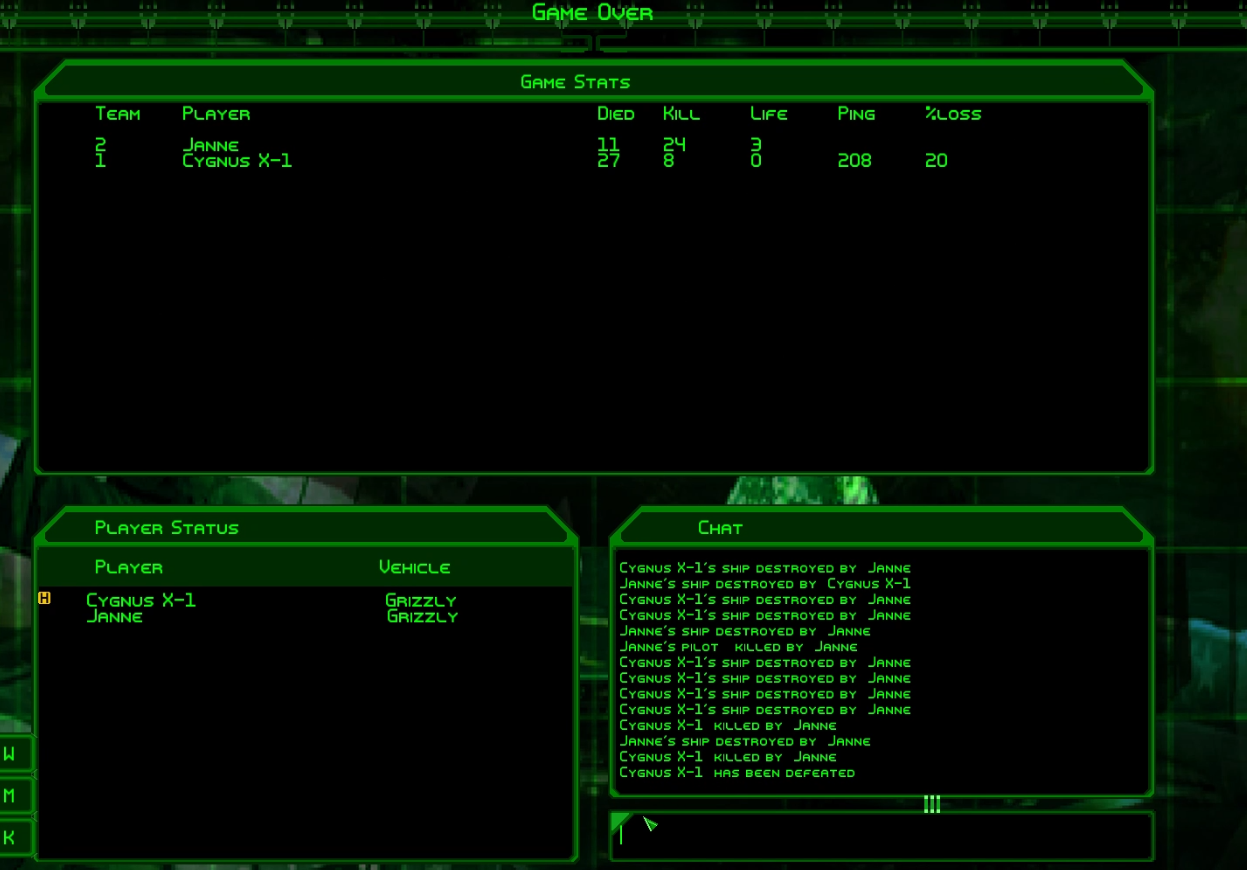 Game Over
Game Stats
Team Player Died Kill Life Ping %loss
2 Janne 11 24 3
1 Cygnus X-1 27 8 0 208 20
Player Status
Player Vehicle
H Cygnus X-1 Grizzly
Janne Grizzly
Chat
Cygnus X-1's ship destroyed by Janne
Janne's ship destroyed by Cygnus X-1
Cygnus X-1's ship destroyed by Janne
Cygnus X-1's ship destroyed by Janne
Janne's ship destroyed by Janne
Janne's pilot killed by Janne
Cygnus X-1's ship destroyed by Janne
Cygnus X-1's ship destroyed by Janne
Cygnus X-1's ship destroyed by Janne
Cygnus X-1's ship destroyed by Janne
Cygnus X-1 killed by Janne
Janne's ship destroyed by Janne
Cygnus X-1 killed by Janne
Cygnus X-1 has been defeated
W
M
K